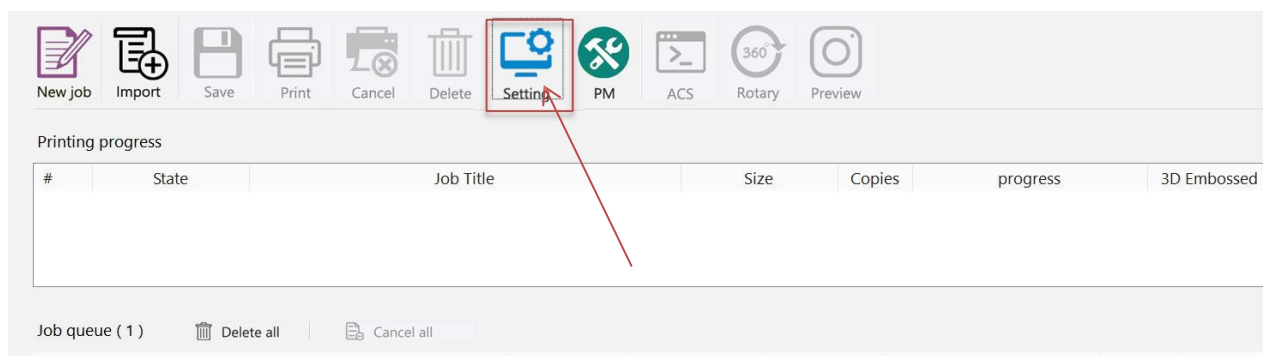 New job Import Save Print Cancel Delete Setting PM ACS 360° Rotary Preview
Printing progress
# State Job Title Size Copies progress 3D Embossed
Job queue ( 1 ) Delete all Cancel all